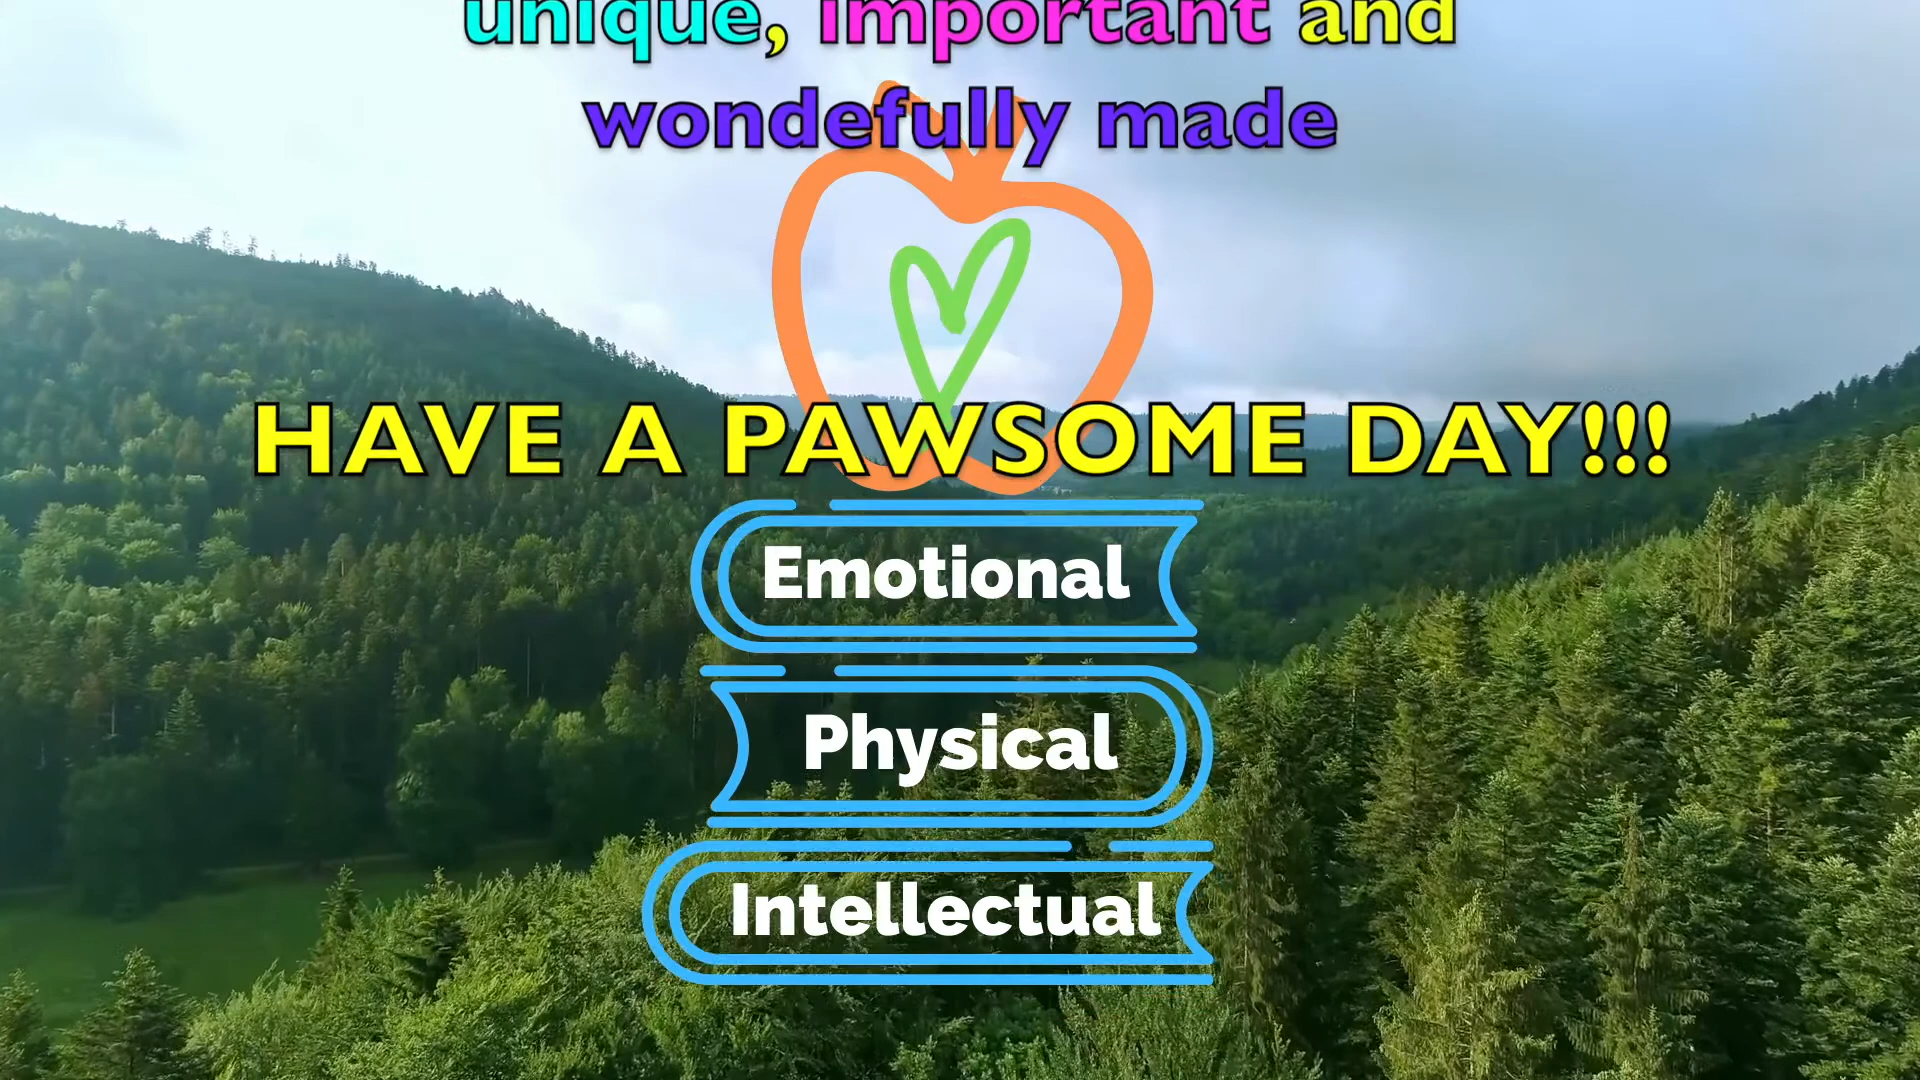 unique, important and
wondefully made
HAVE A PAWSOME DAY!!!
Emotional
Physical
Intellectual